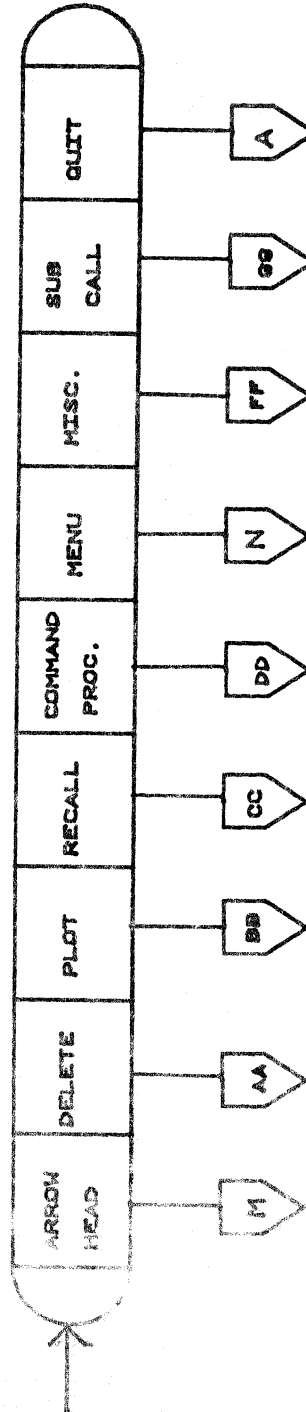 ARROW
HEAD
DELETE
PLOT
RECALL
COMMAND
PROC.
MENU
MISC.
SUB
CALL
QUIT
M
AA
BB
CC
DD
N
FF
GG
A